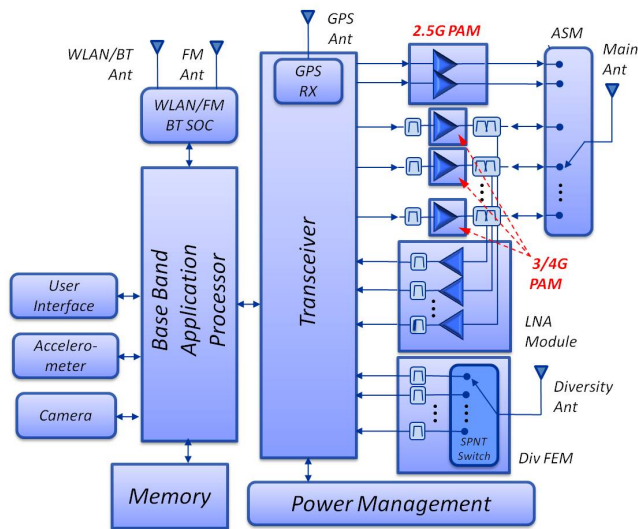 WLAN/BT
Ant
FM
Ant
GPS
Ant
2.5G PAM
ASM
Main
Ant
WLAN/FM
BT SOC
GPS
RX
Base Band
Application
Processor
Transceiver
User
Interface
Accelero-
meter
Camera
3/4G
PAM
LNA
Module
Diversity
Ant
SPNT
Switch
Div FEM
Memory
Power Management